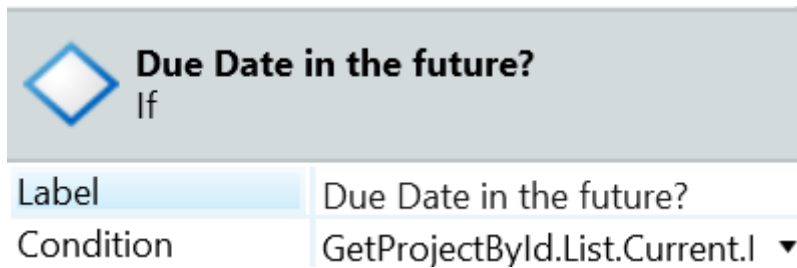 Due Date in the future?
If
Label Due Date in the future?
Condition GetProjectById.List.Current.